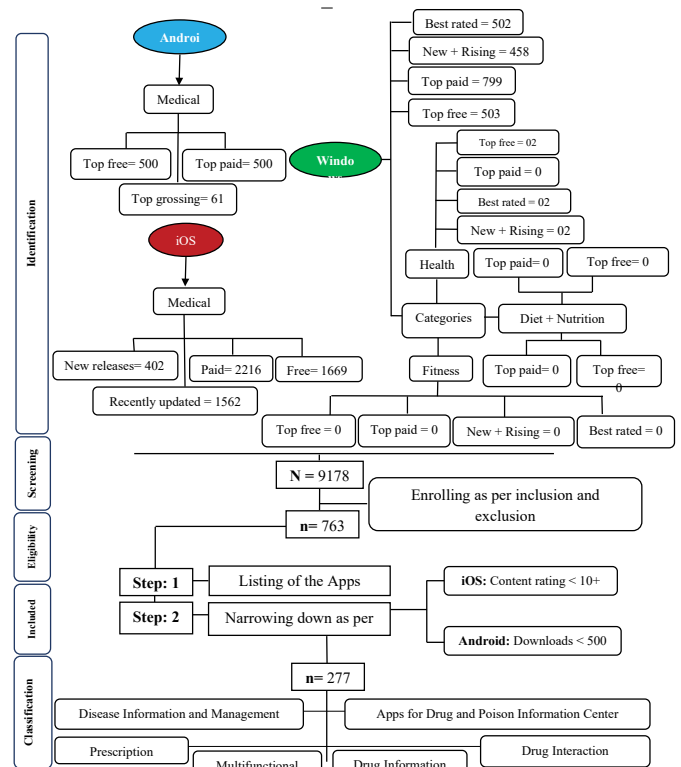 Androi
Medical
Top free= 500
Top paid= 500
Top grossing= 61
iOS
Medical
New releases= 402
Paid= 2216
Free= 1669
Recently updated = 1562
Windo
Best rated = 502
New + Rising = 458
Top paid = 799
Top free = 503
Top free = 02
Top paid = 0
Best rated = 02
New + Rising = 02
Health
Top paid= 0
Top free= 0
Categories
Diet + Nutrition
Fitness
Top paid= 0
Top free=
0
Top free = 0
Top paid = 0
New + Rising = 0
Best rated = 0
Identification
Screening
Eligibility
Included
Classification
N = 9178
Enrolling as per inclusion and
exclusion
n= 763
Step: 1
Listing of the Apps
Step: 2
Narrowing down as per
iOS: Content rating < 10+
Android: Downloads < 500
n= 277
Disease Information and Management
Apps for Drug and Poison Information Center
Prescription
Multifunctional
Drug Information
Drug Interaction